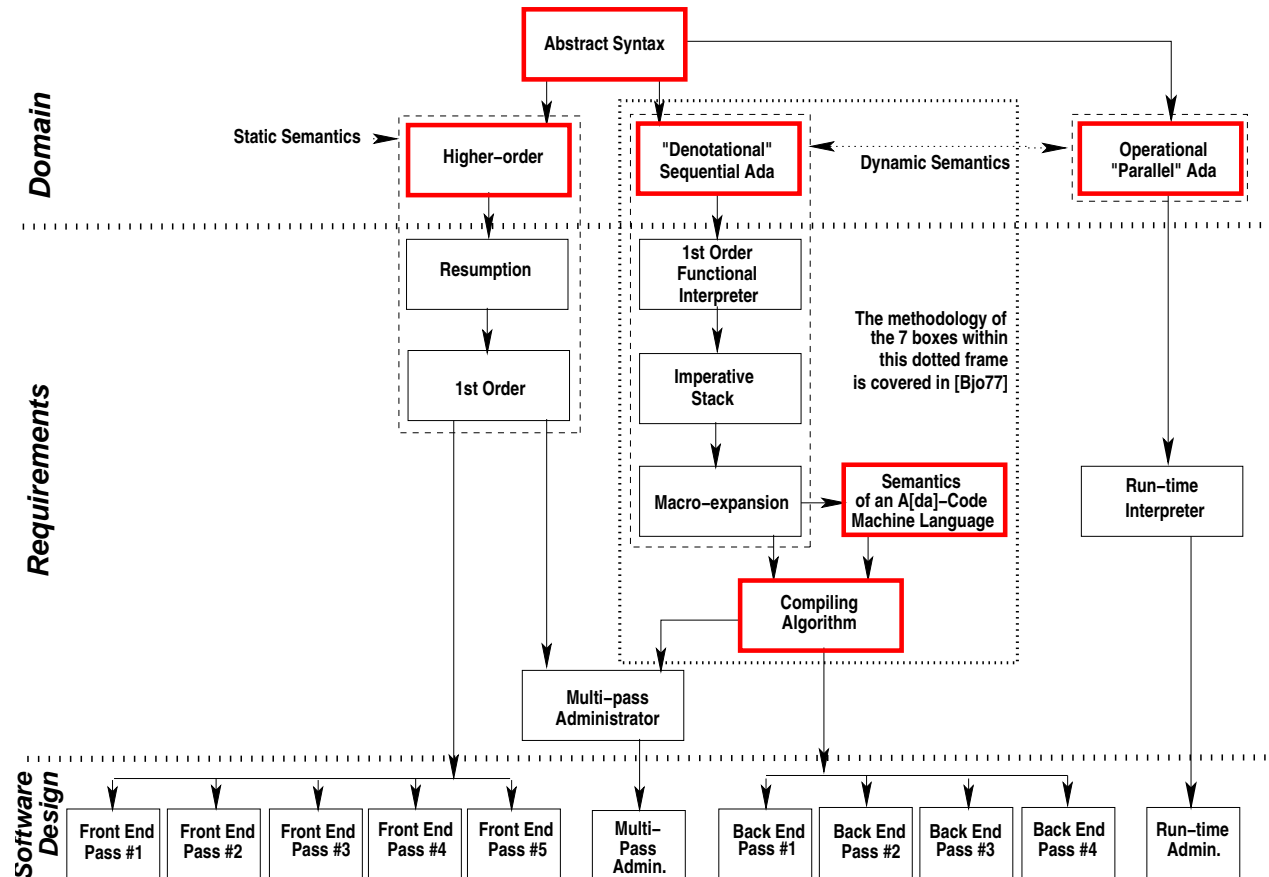 Abstract Syntax
Domain
Static Semantics
Higher–order
"Denotational"
Sequential Ada
Dynamic Semantics
Operational
"Parallel" Ada
Requirements
Resumption
1st Order
Functional
Interpreter
The methodology of
the 7 boxes within
this dotted frame
is covered in [Bjo77]
1st Order
Imperative
Stack
Macro–expansion
Semantics
of an A[da]–Code
Machine Language
Run–time
Interpreter
Compiling
Algorithm
Multi–pass
Administrator
Software
Design
Front End
Pass #1
Front End
Pass #2
Front End
Pass #3
Front End
Pass #4
Front End
Pass #5
Multi–
Pass
Admin.
Back End
Pass #1
Back End
Pass #2
Back End
Pass #3
Back End
Pass #4
Run–time
Admin.